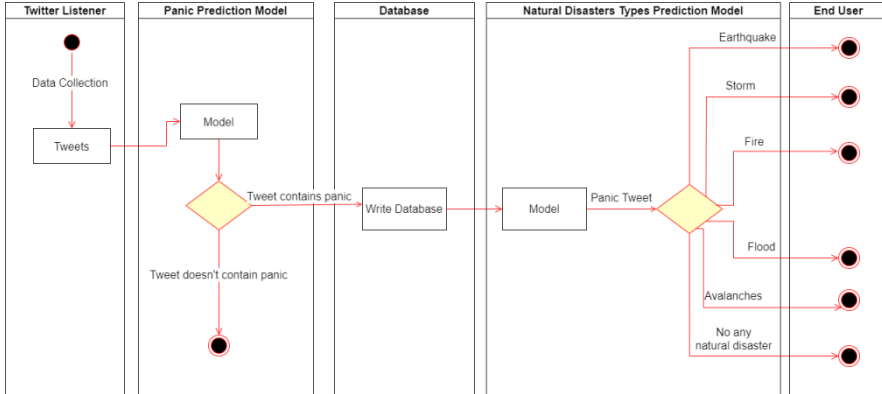 Twitter Listener
Panic Prediction Model
Database
Natural Disasters Types Prediction Model
End User
Data Collection
Tweets
Model
Tweet contains panic
Tweet doesn't contain panic
Write Database
Model
Panic Tweet
Earthquake
Storm
Fire
Flood
Avalanches
No any
natural disaster